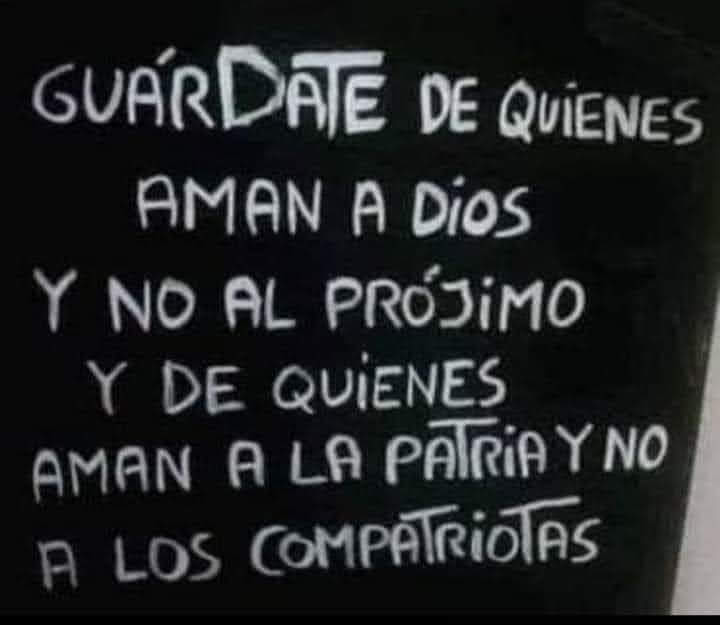 GUÁRDATE DE QUIENES
AMAN A DIOS
Y NO AL PRÓJIMO
Y DE QUIENES
AMAN A LA PATRIA Y NO
A LOS COMPATRIOTAS